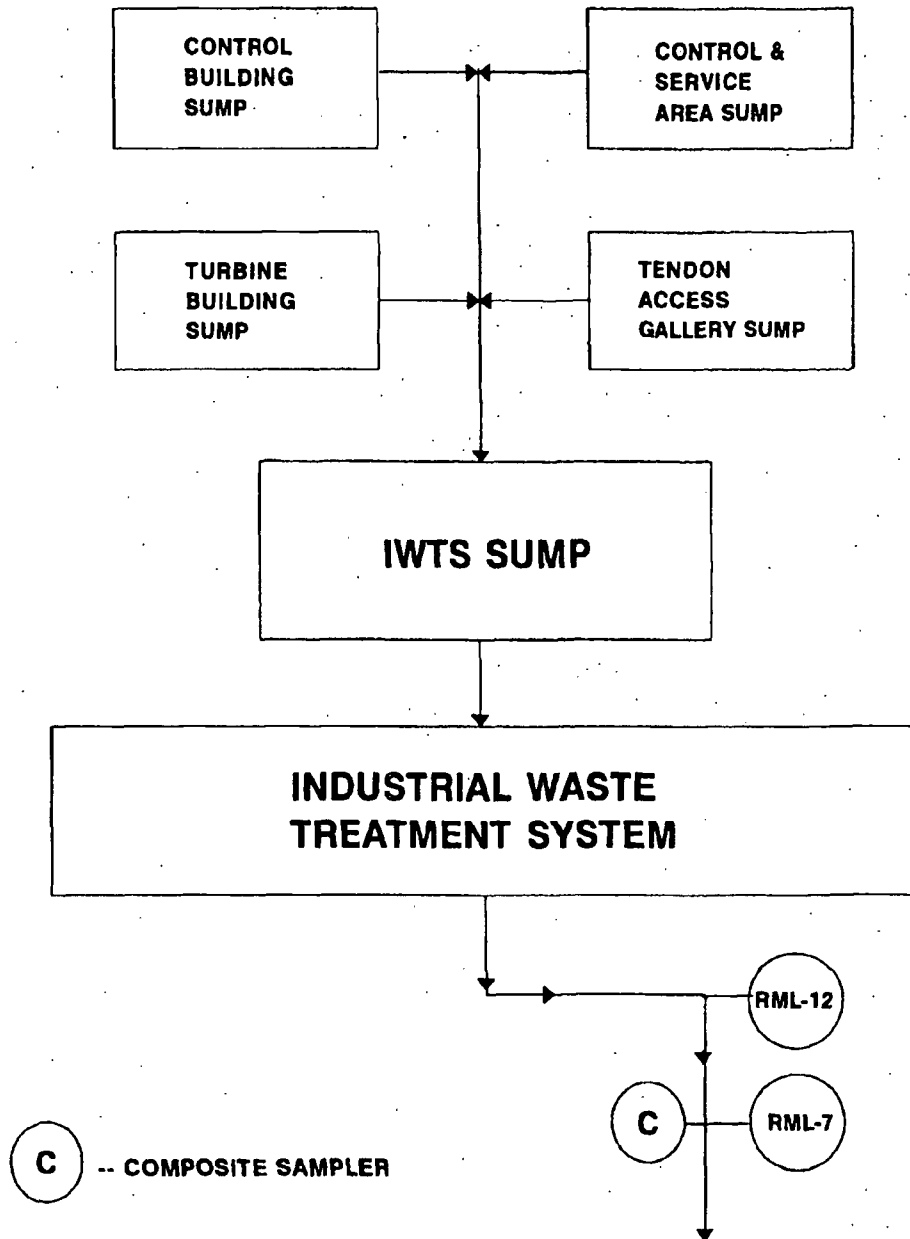 CONTROL
BUILDING
SUMP
CONTROL &
SERVICE
AREA SUMP
TURBINE
BUILDING
SUMP
TENDON
ACCESS
GALLERY SUMP
IWTS SUMP
INDUSTRIAL WASTE
TREATMENT SYSTEM
RML-12
C
RML-7
C -- COMPOSITE SAMPLER